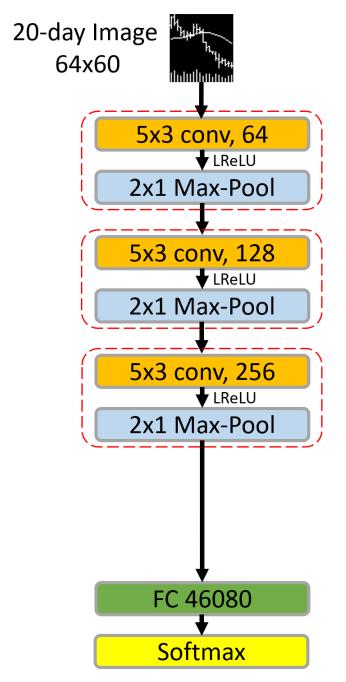 20-day Image
64x60
5x3 conv, 64
LReLU
2x1 Max-Pool
5x3 conv, 128
LReLU
2x1 Max-Pool
5x3 conv, 256
LReLU
2x1 Max-Pool
FC 46080
Softmax